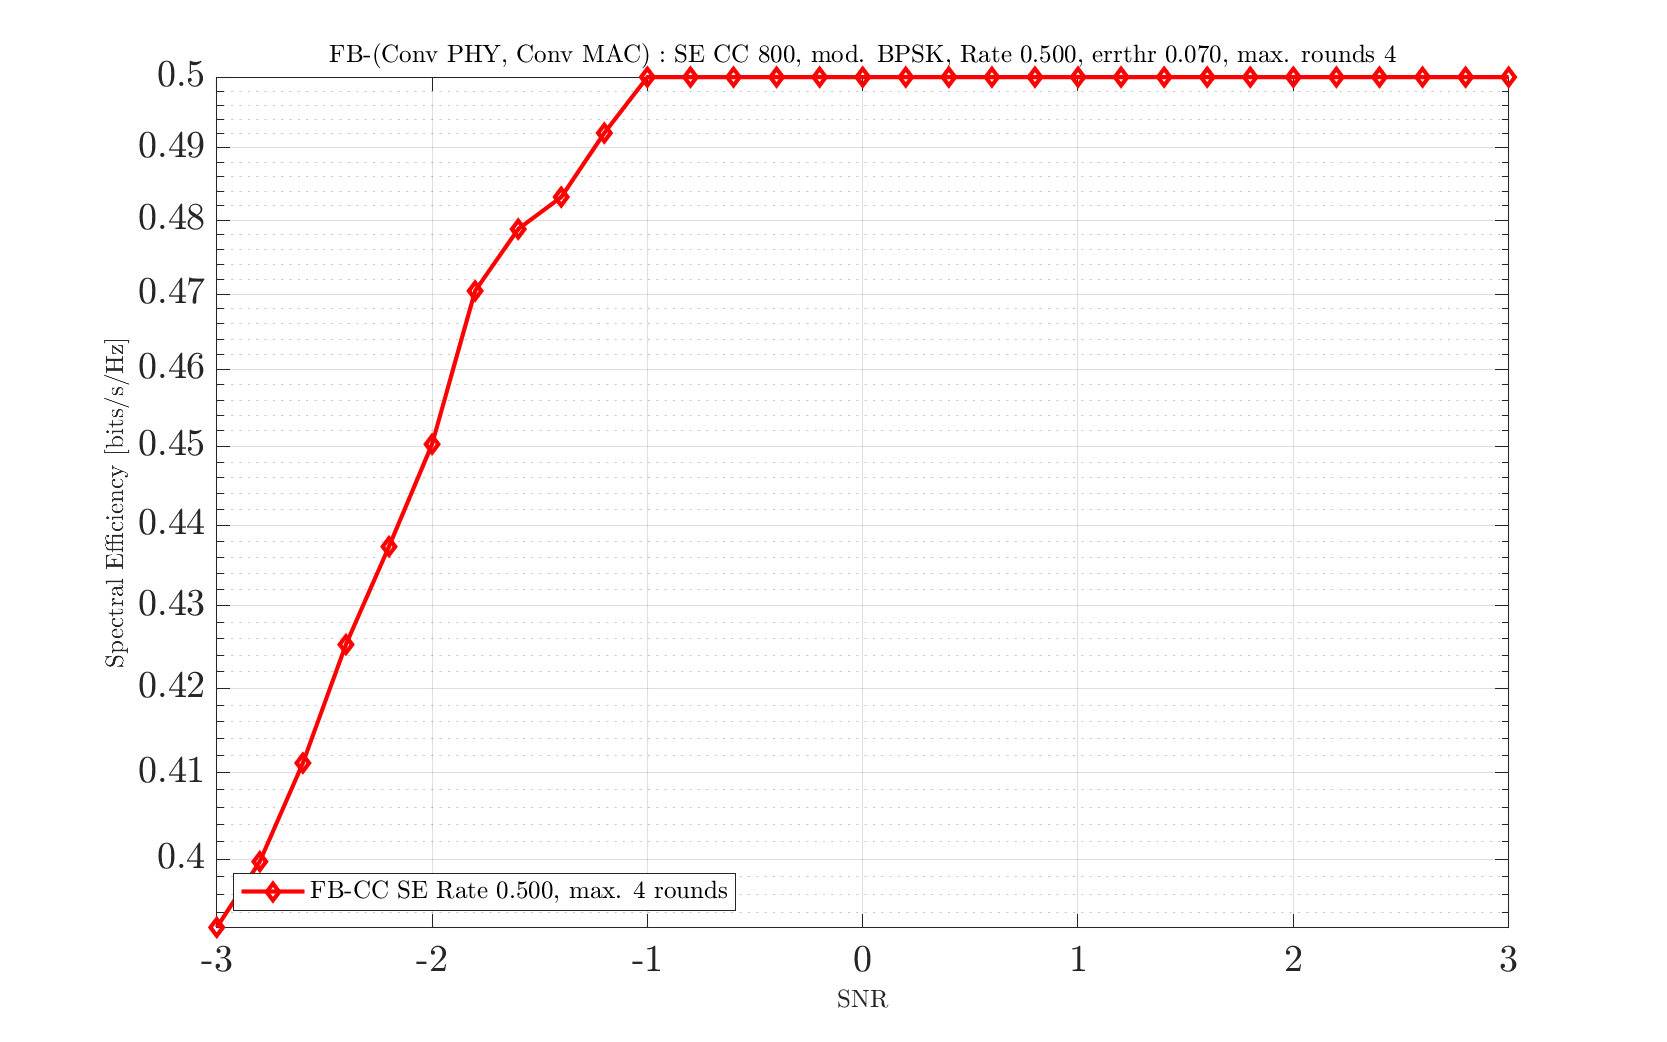 FB-(Conv PHY, Conv MAC) : SE CC 800, mod. BPSK, Rate 0.500, errthr 0.070, max. rounds 4
0.5
0.49
0.48
0.47
0.46
0.45
0.44
0.43
0.42
0.41
0.4
Spectral Efficiency [bits/s/Hz]
FB-CC SE Rate 0.500, max. 4 rounds
-3 -2 -1 0 1 2 3
SNR